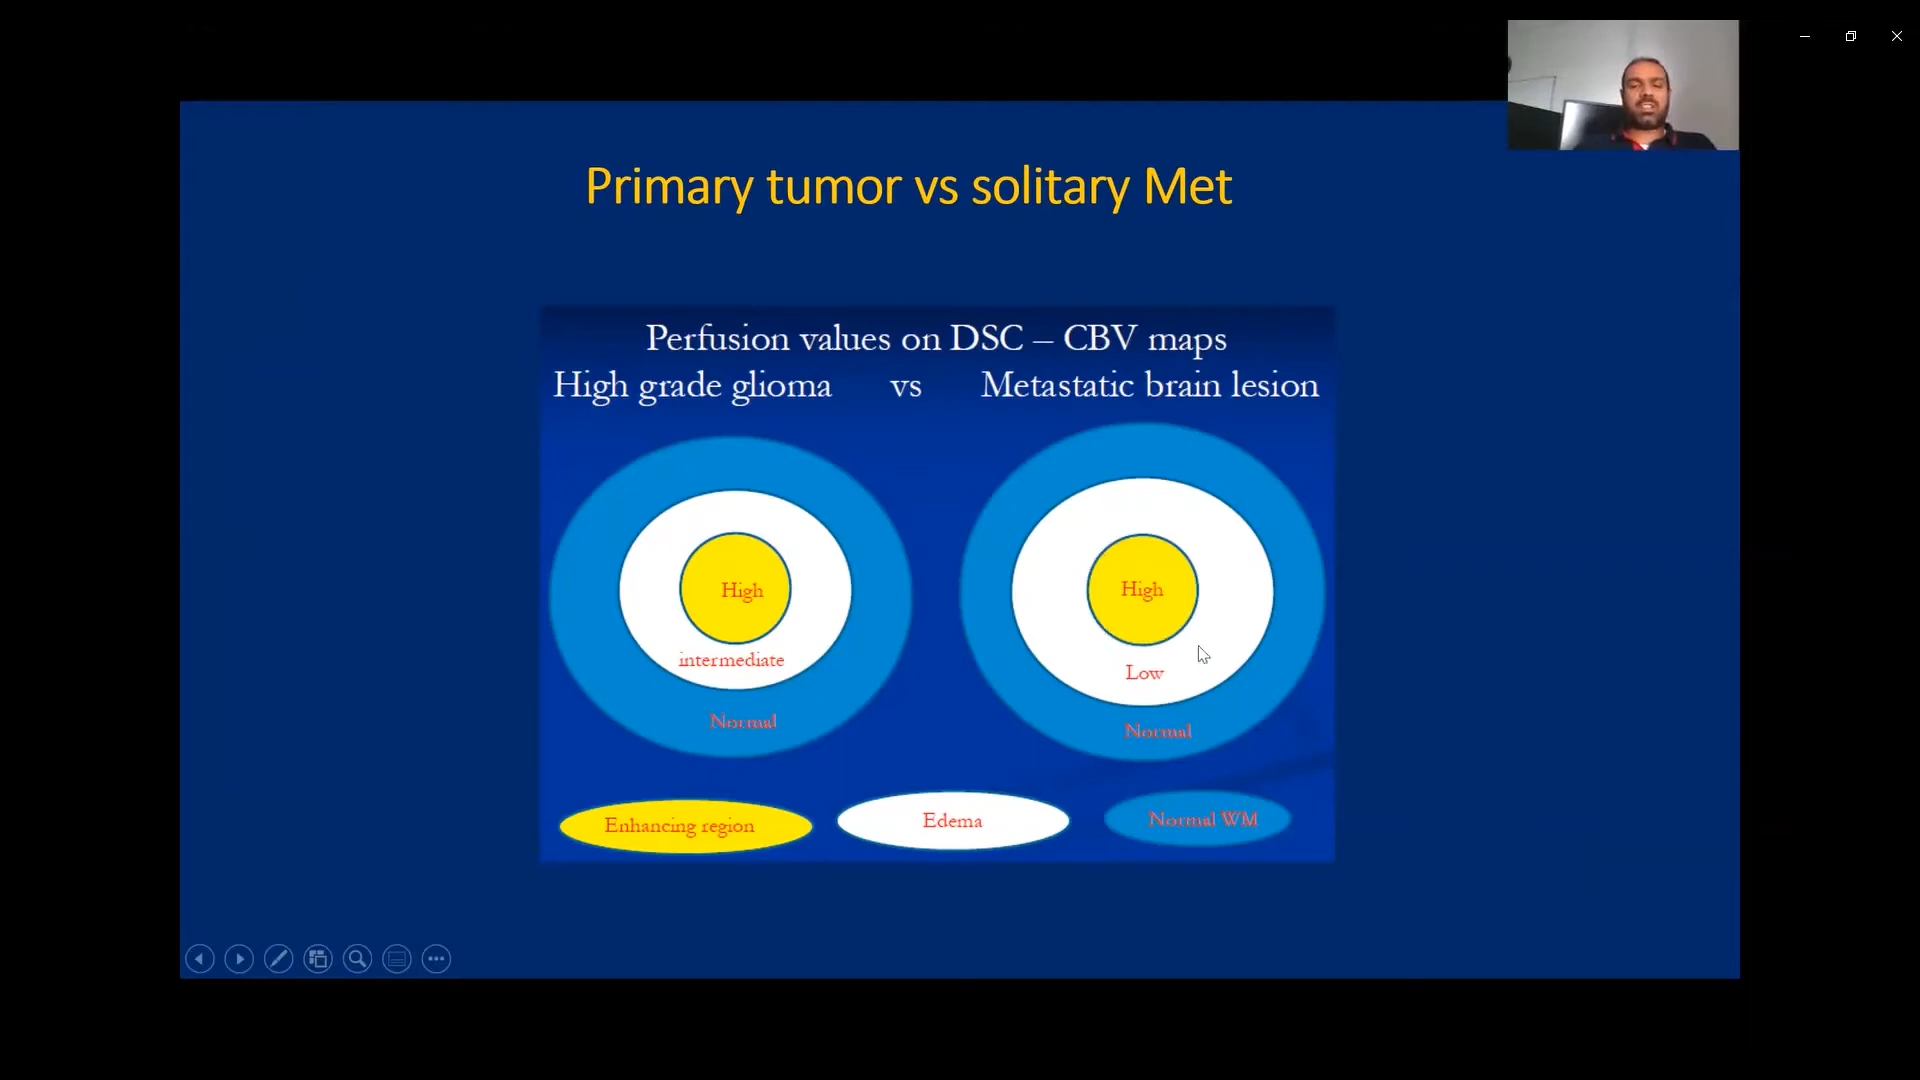 Primary tumor vs solitary Met
Perfusion values on DSC – CBV maps
High grade glioma vs Metastatic brain lesion
High
intermediate
Normal
High
Low
Normal
Enhancing region
Edema
Normal WM